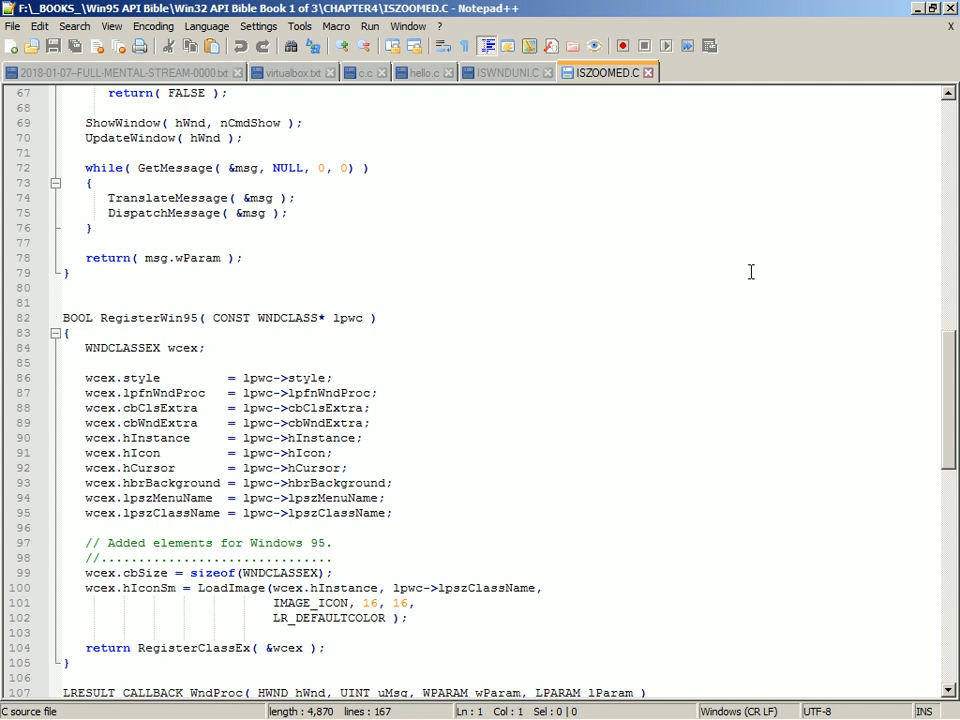 F:\_BOOKS_\Win95 API Bible\Win32 API Bible Book 1 of 3\CHAPTER4\ISZOOMED.C - Notepad++
File Edit Search View Encoding Language Settings Tools Macro Run Window ? X
2018-01-07-FULL-MENTAL-STREAM-0000.txt virtualbox.txt c.c hello.c ISWNDUNI.C ISZOOMED.C
67 return( FALSE );
68
69 ShowWindow( hWnd, nCmdShow );
70 UpdateWindow( hWnd );
71
72 while( GetMessage( &msg, NULL, 0, 0) )
73 {
74 TranslateMessage( &msg );
75 DispatchMessage( &msg );
76 }
77
78 return( msg.wParam );
79 }
80
81
82 BOOL RegisterWin95( CONST WNDCLASS* lpwc )
83 {
84 WNDCLASSEX wcex;
85
86 wcex.style = lpwc->style;
87 wcex.lpfnWndProc = lpwc->lpfnWndProc;
88 wcex.cbClsExtra = lpwc->cbClsExtra;
89 wcex.cbWndExtra = lpwc->cbWndExtra;
90 wcex.hInstance = lpwc->hInstance;
91 wcex.hIcon = lpwc->hIcon;
92 wcex.hCursor = lpwc->hCursor;
93 wcex.hbrBackground = lpwc->hbrBackground;
94 wcex.lpszMenuName = lpwc->lpszMenuName;
95 wcex.lpszClassName = lpwc->lpszClassName;
96
97 // Added elements for Windows 95.
98 //...............................
99 wcex.cbSize = sizeof(WNDCLASSEX);
100 wcex.hIconSm = LoadImage(wcex.hInstance, lpwc->lpszClassName,
101 IMAGE_ICON, 16, 16,
102 LR_DEFAULTCOLOR );
103
104 return RegisterClassEx( &wcex );
105 }
106
107 LRESULT CALLBACK WndProc( HWND hWnd, UINT uMsg, WPARAM wParam, LPARAM lParam )
C source file length : 4,870 lines : 167 Ln : 1 Col : 1 Sel : 0 | 0 Windows (CR LF) UTF-8 INS